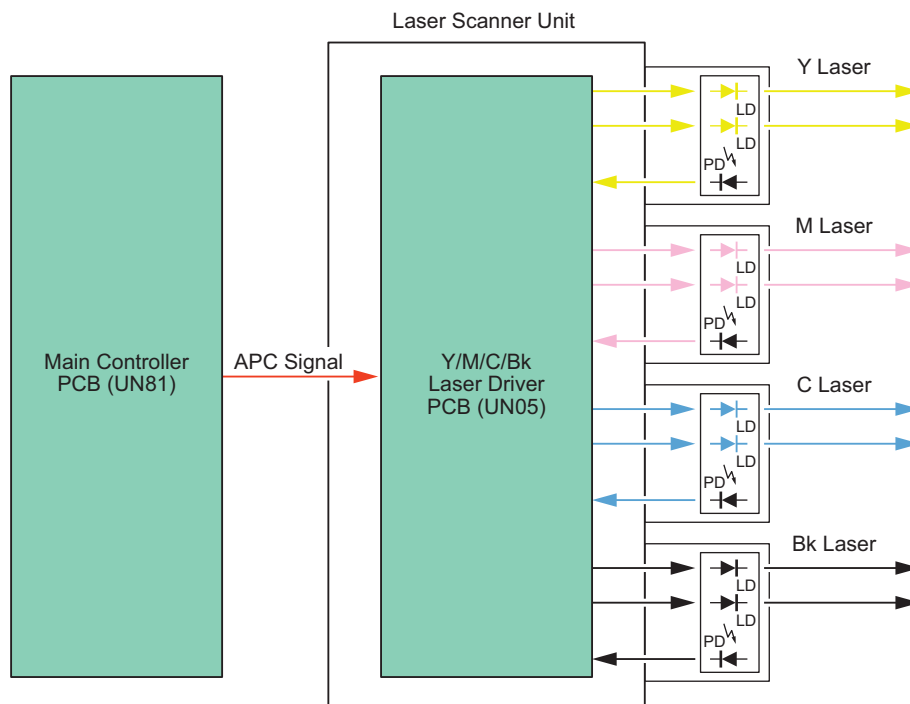 Laser Scanner Unit
Main Controller
PCB (UN81)
APC Signal
Y/M/C/Bk
Laser Driver
PCB (UN05)
Y Laser
LD
LD
PD
M Laser
LD
LD
PD
C Laser
LD
LD
PD
Bk Laser
LD
LD
PD